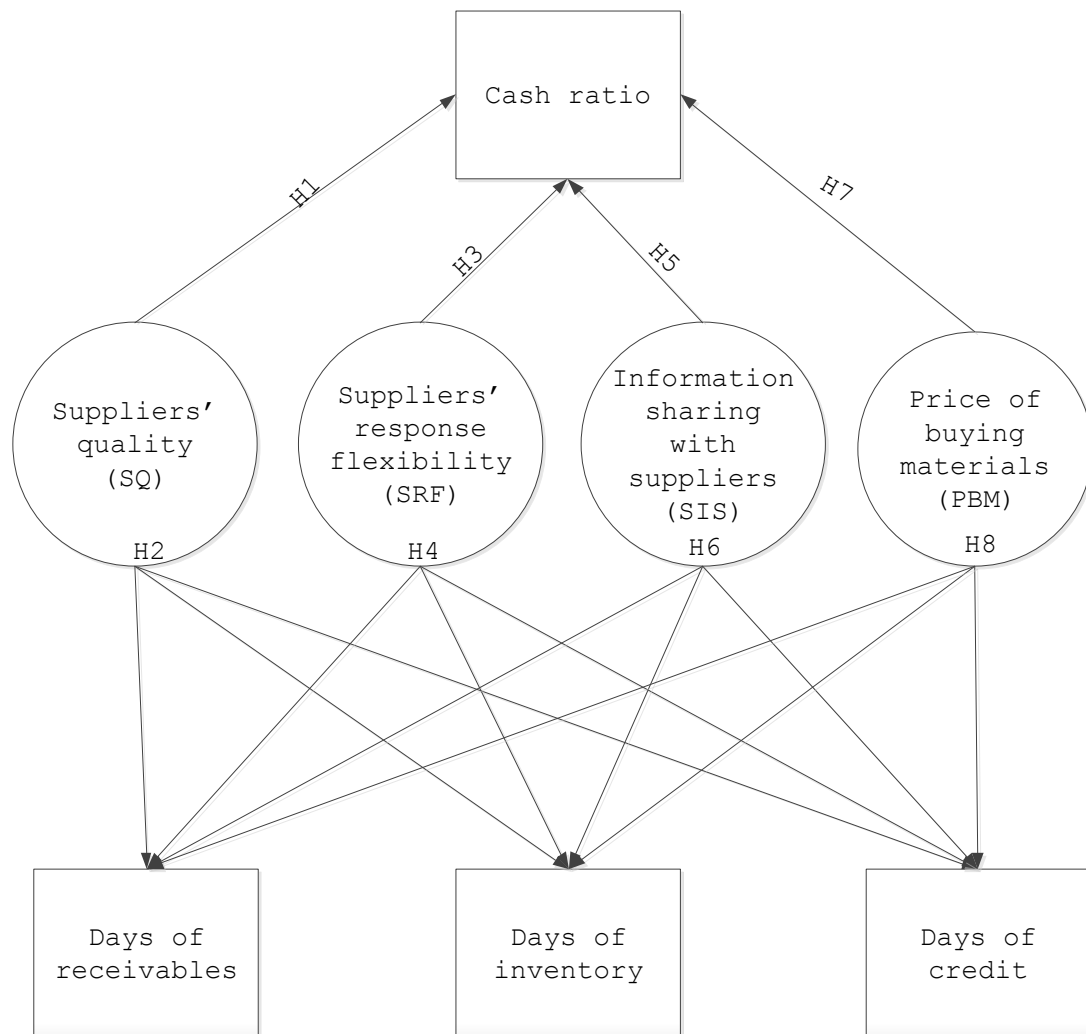 Cash ratio
H1
H7
H3
H5
Suppliers’
quality
(SQ)
H2
Suppliers’
response
flexibility
(SRF)
H4
Information
sharing
with
suppliers
(SIS)
H6
Price of
buying
materials
(PBM)
H8
Days of
receivables
Days of
inventory
Days of
credit